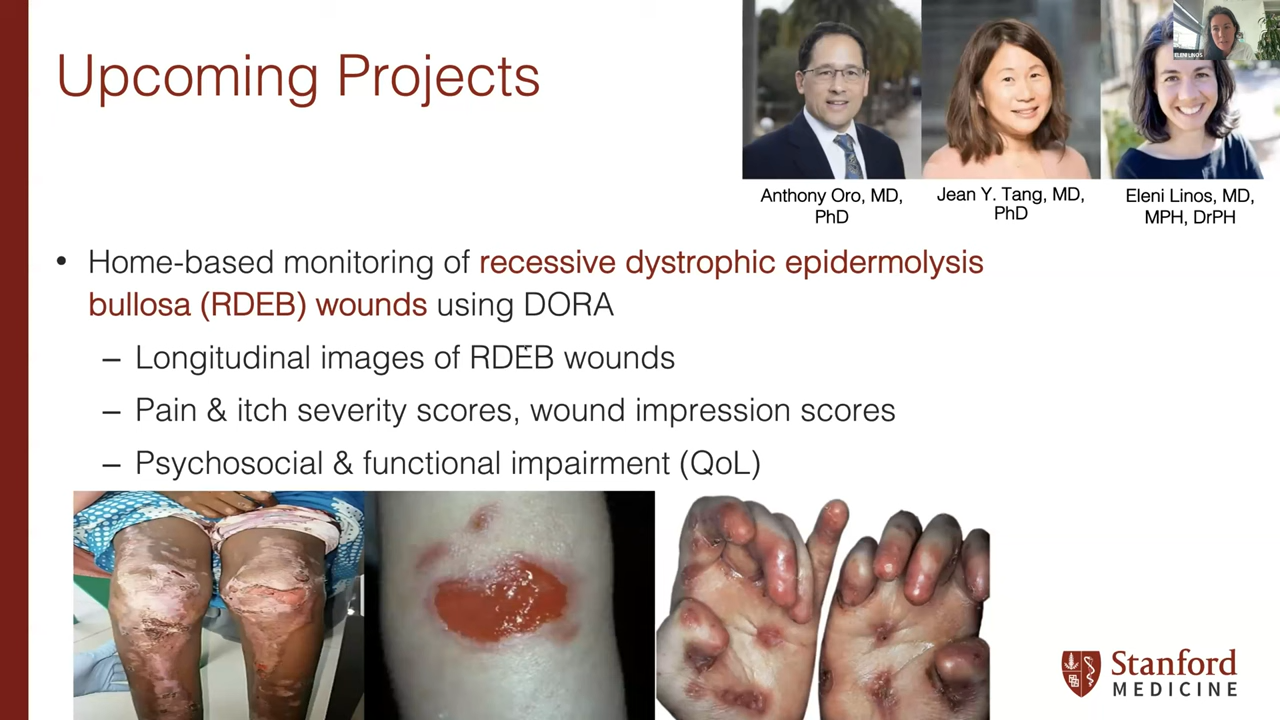 Upcoming Projects
ELENI LINOS
Anthony Oro, MD,
PhD
Jean Y. Tang, MD,
PhD
Eleni Linos, MD,
MPH, DrPH
• Home-based monitoring of recessive dystrophic epidermolysis
bullosa (RDEB) wounds using DORA
– Longitudinal images of RDEB wounds
– Pain & itch severity scores, wound impression scores
– Psychosocial & functional impairment (QoL)
Stanford
MEDICINE